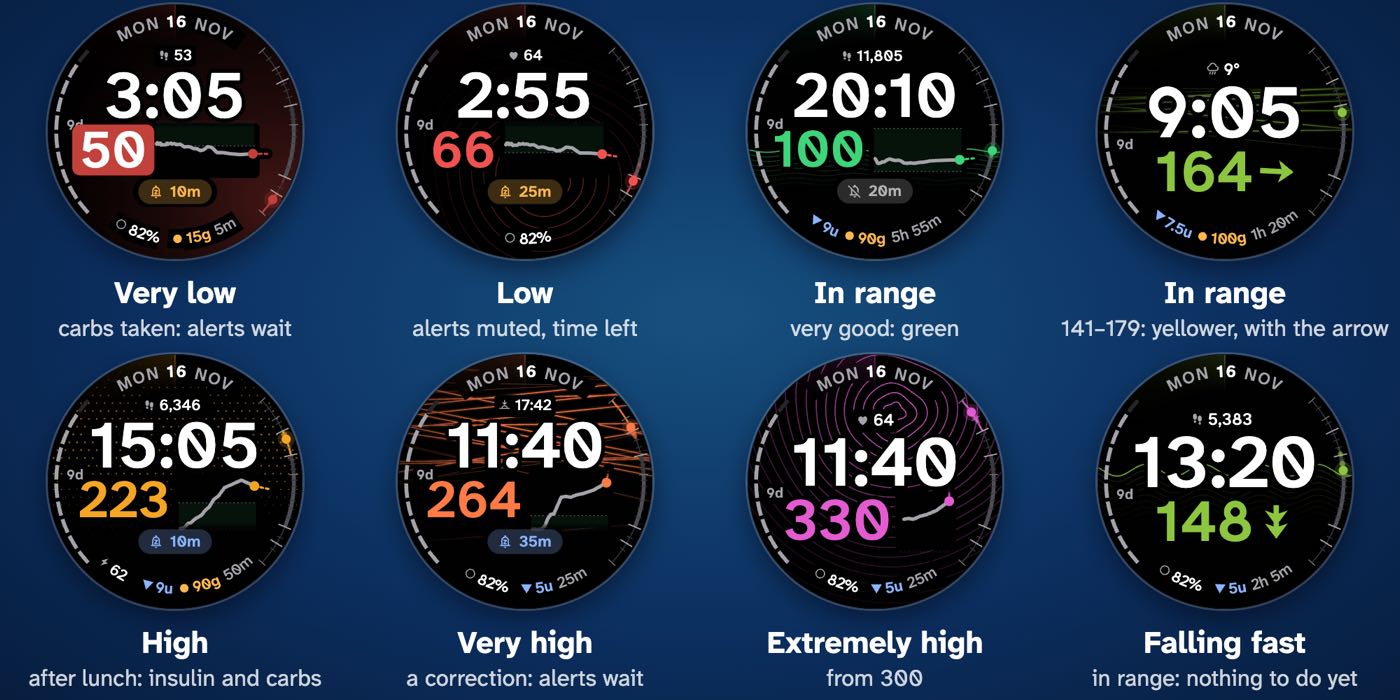 MON 16 NOV
53
3:05
9d
50
10m
82% 15g 5m
Very low
carbs taken: alerts wait
MON 16 NOV
64
2:55
9d
66
25m
82%
Low
alerts muted, time left
MON 16 NOV
11,805
20:10
9d
100
20m
9u 90g 5h 55m
In range
very good: green
MON 16 NOV
9°
9:05
9d
164
7.5u 100g 1h 20m
In range
141–179: yellower, with the arrow
MON 16 NOV
6,346
15:05
9d
223
10m
62 9u 90g 50m
High
after lunch: insulin and carbs
MON 16 NOV
17:42
11:40
9d
264
35m
82% 5u 25m
Very high
a correction: alerts wait
MON 16 NOV
64
11:40
9d
330
82% 5u 25m
Extremely high
from 300
MON 16 NOV
5,383
13:20
9d
148
82% 5u 2h 5m
Falling fast
in range: nothing to do yet